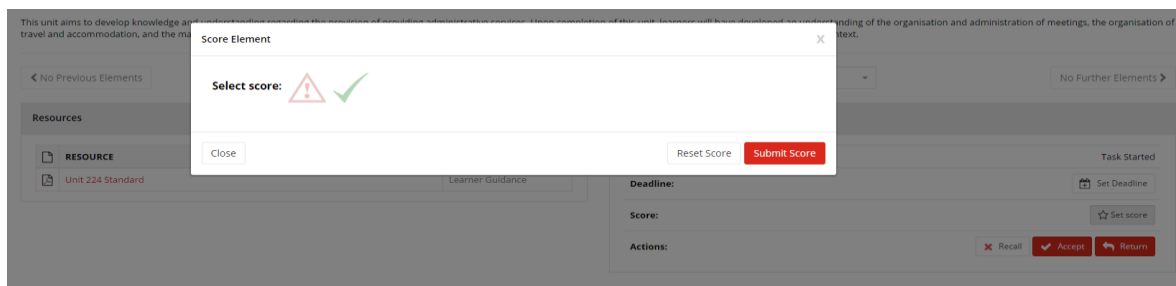 This unit aims to develop knowledge and understanding regarding the provision of providing administrative services. Upon completion of this unit, learners will have developed an understanding of the organisation and administration of meetings, the organisation of
travel and accommodation, and the ma
text.
Score Element
X
Select score:
Close
Reset Score
Submit Score
No Previous Elements
No Further Elements
Resources
RESOURCE
Unit 224 Standard
Learner Guidance
Task Started
Deadline:
Set Deadline
Score:
Set score
Actions:
Recall
Accept
Return